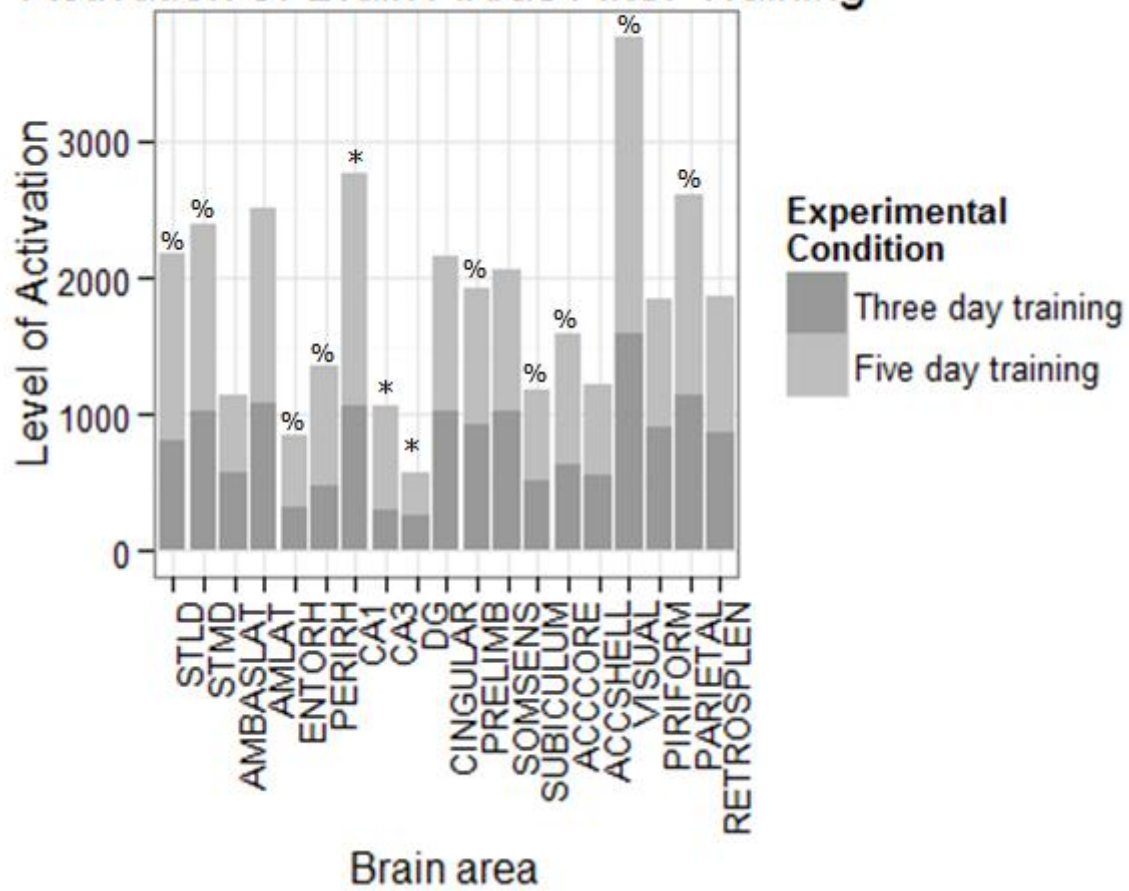 Training
Level of Activation
3000
2000
1000
0
%
%
%
%
*
*
*
%
%
%
%
%
STLD
STMD
AMBASLAT
AMLAT
ENTORH
PERIRH
CA1
CA3
DG
CINGULAR
PRELIMB
SOMSENS
SUBICULUM
ACCCORE
ACCSHELL
VISUAL
PIRIFORM
PARIETAL
RETROSPLEN
Brain area
Experimental
Condition
Three day training
Five day training